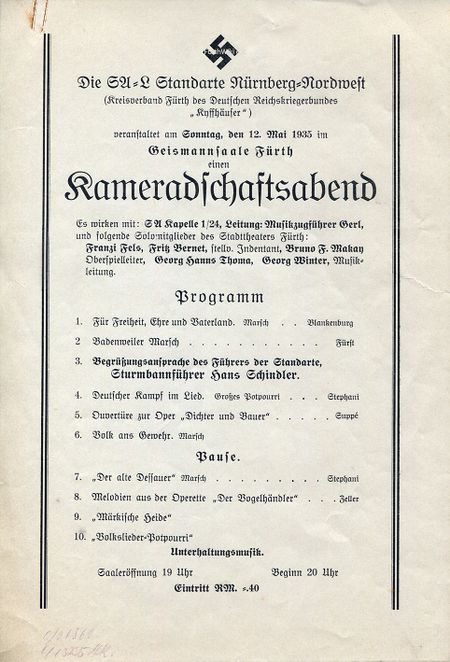 Die SA=L Standarte Nürnberg=Nordwest
(Kreisverband Fürth des Deutschen Reichskriegerbundes
„Kyffhäuser“)
veranstaltet am Sonntag, den 12. Mai 1935 im
Geismannsaale Fürth
einen
Kameradschaftsabend
Es wirken mit: SA Kapelle 1/24, Leitung: Musikzugführer Gerl,
und folgende Solomitglieder des Stadttheaters Fürth:
Franzi Fels, Fritz Bernet, stellv. Indentant, Bruno F. Makay
Oberspielleiter, Georg Hanns Thoma, Georg Winter, Musik-
leitung.
Programm
1. Für Freiheit, Ehre und Vaterland. Marsch . . Blankenburg
2 Badenweiler Marsch . . . . . . . . . . . Fürst
3. Begrüßungsansprache des Führers der Standarte,
Sturmbannführer Hans Schindler.
4. Deutscher Kampf im Lied. Großes Potpourri . . . Stephani
5. Ouvertüre zur Oper „Dichter und Bauer“ . . . . . Suppé
6. Volk ans Gewehr. Marsch
Pause.
7. „Der alte Dessauer“ Marsch . . . . . . . . Stephani
8. Melodien aus der Operette „Der Vogelhändler“ . . . Zeller
9. „Märkische Heide“
10. „Volkslieder-Potpourri“
Unterhaltungsmusik.
Saaleröffnung 19 Uhr Beginn 20 Uhr
Eintritt RM. -.40